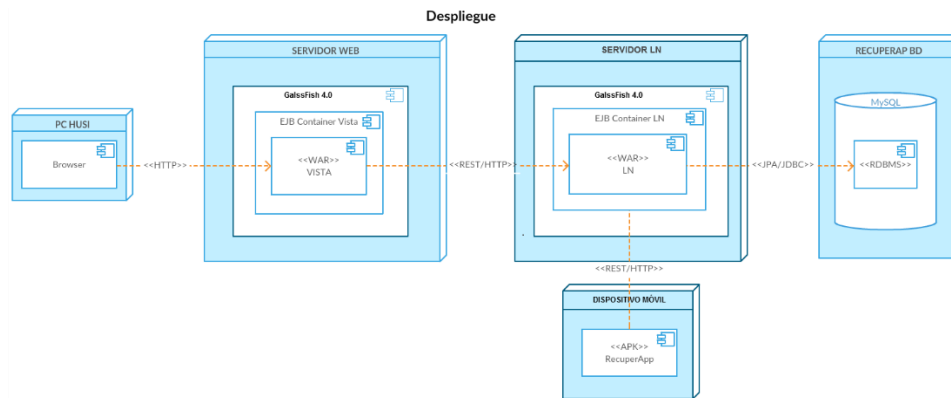 Despliegue
SERVIDOR WEB
SERVIDOR LN
RECUPERAP BD
GalssFish 4.0
GalssFish 4.0
MySQL
PC HUSI
EJB Container Vista
EJB Container LN
Browser
<<HTTP>>
<<WAR>>
VISTA
<<REST/HTTP>>
<<WAR>>
LN
<<JPA/JDBC>>
<<RDBMS>>
<<REST/HTTP>>
DISPOSITIVO MÒVIL
<<APK>>
RecuperApp